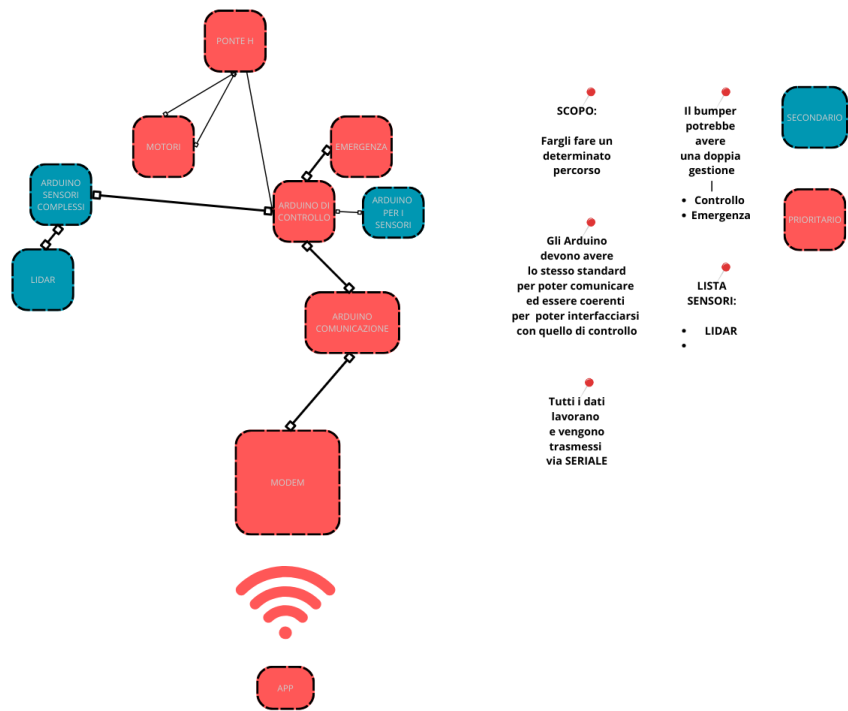 PONTE H
MOTORI
EMERGENZA
ARDUINO
SENSORI
COMPLESSI
ARDUINO DI
CONTROLLO
ARDUINO
PER I
SENSORI
LIDAR
ARDUINO
COMUNICAZIONE
MODEM
APP
SCOPO:
Fargli fare un
determinato
percorso
Gli Arduino
devono avere
lo stesso standard
per poter comunicare
ed essere coerenti
per poter interfacciarsi
con quello di controllo
Tutti i dati
lavorano
e vengono
trasmessi
via SERIALE
Il bumper
potrebbe
avere
una doppia
gestione
|
• Controllo
• Emergenza
LISTA
SENSORI:
• LIDAR
•
SECONDARIO
PRIORITARIO